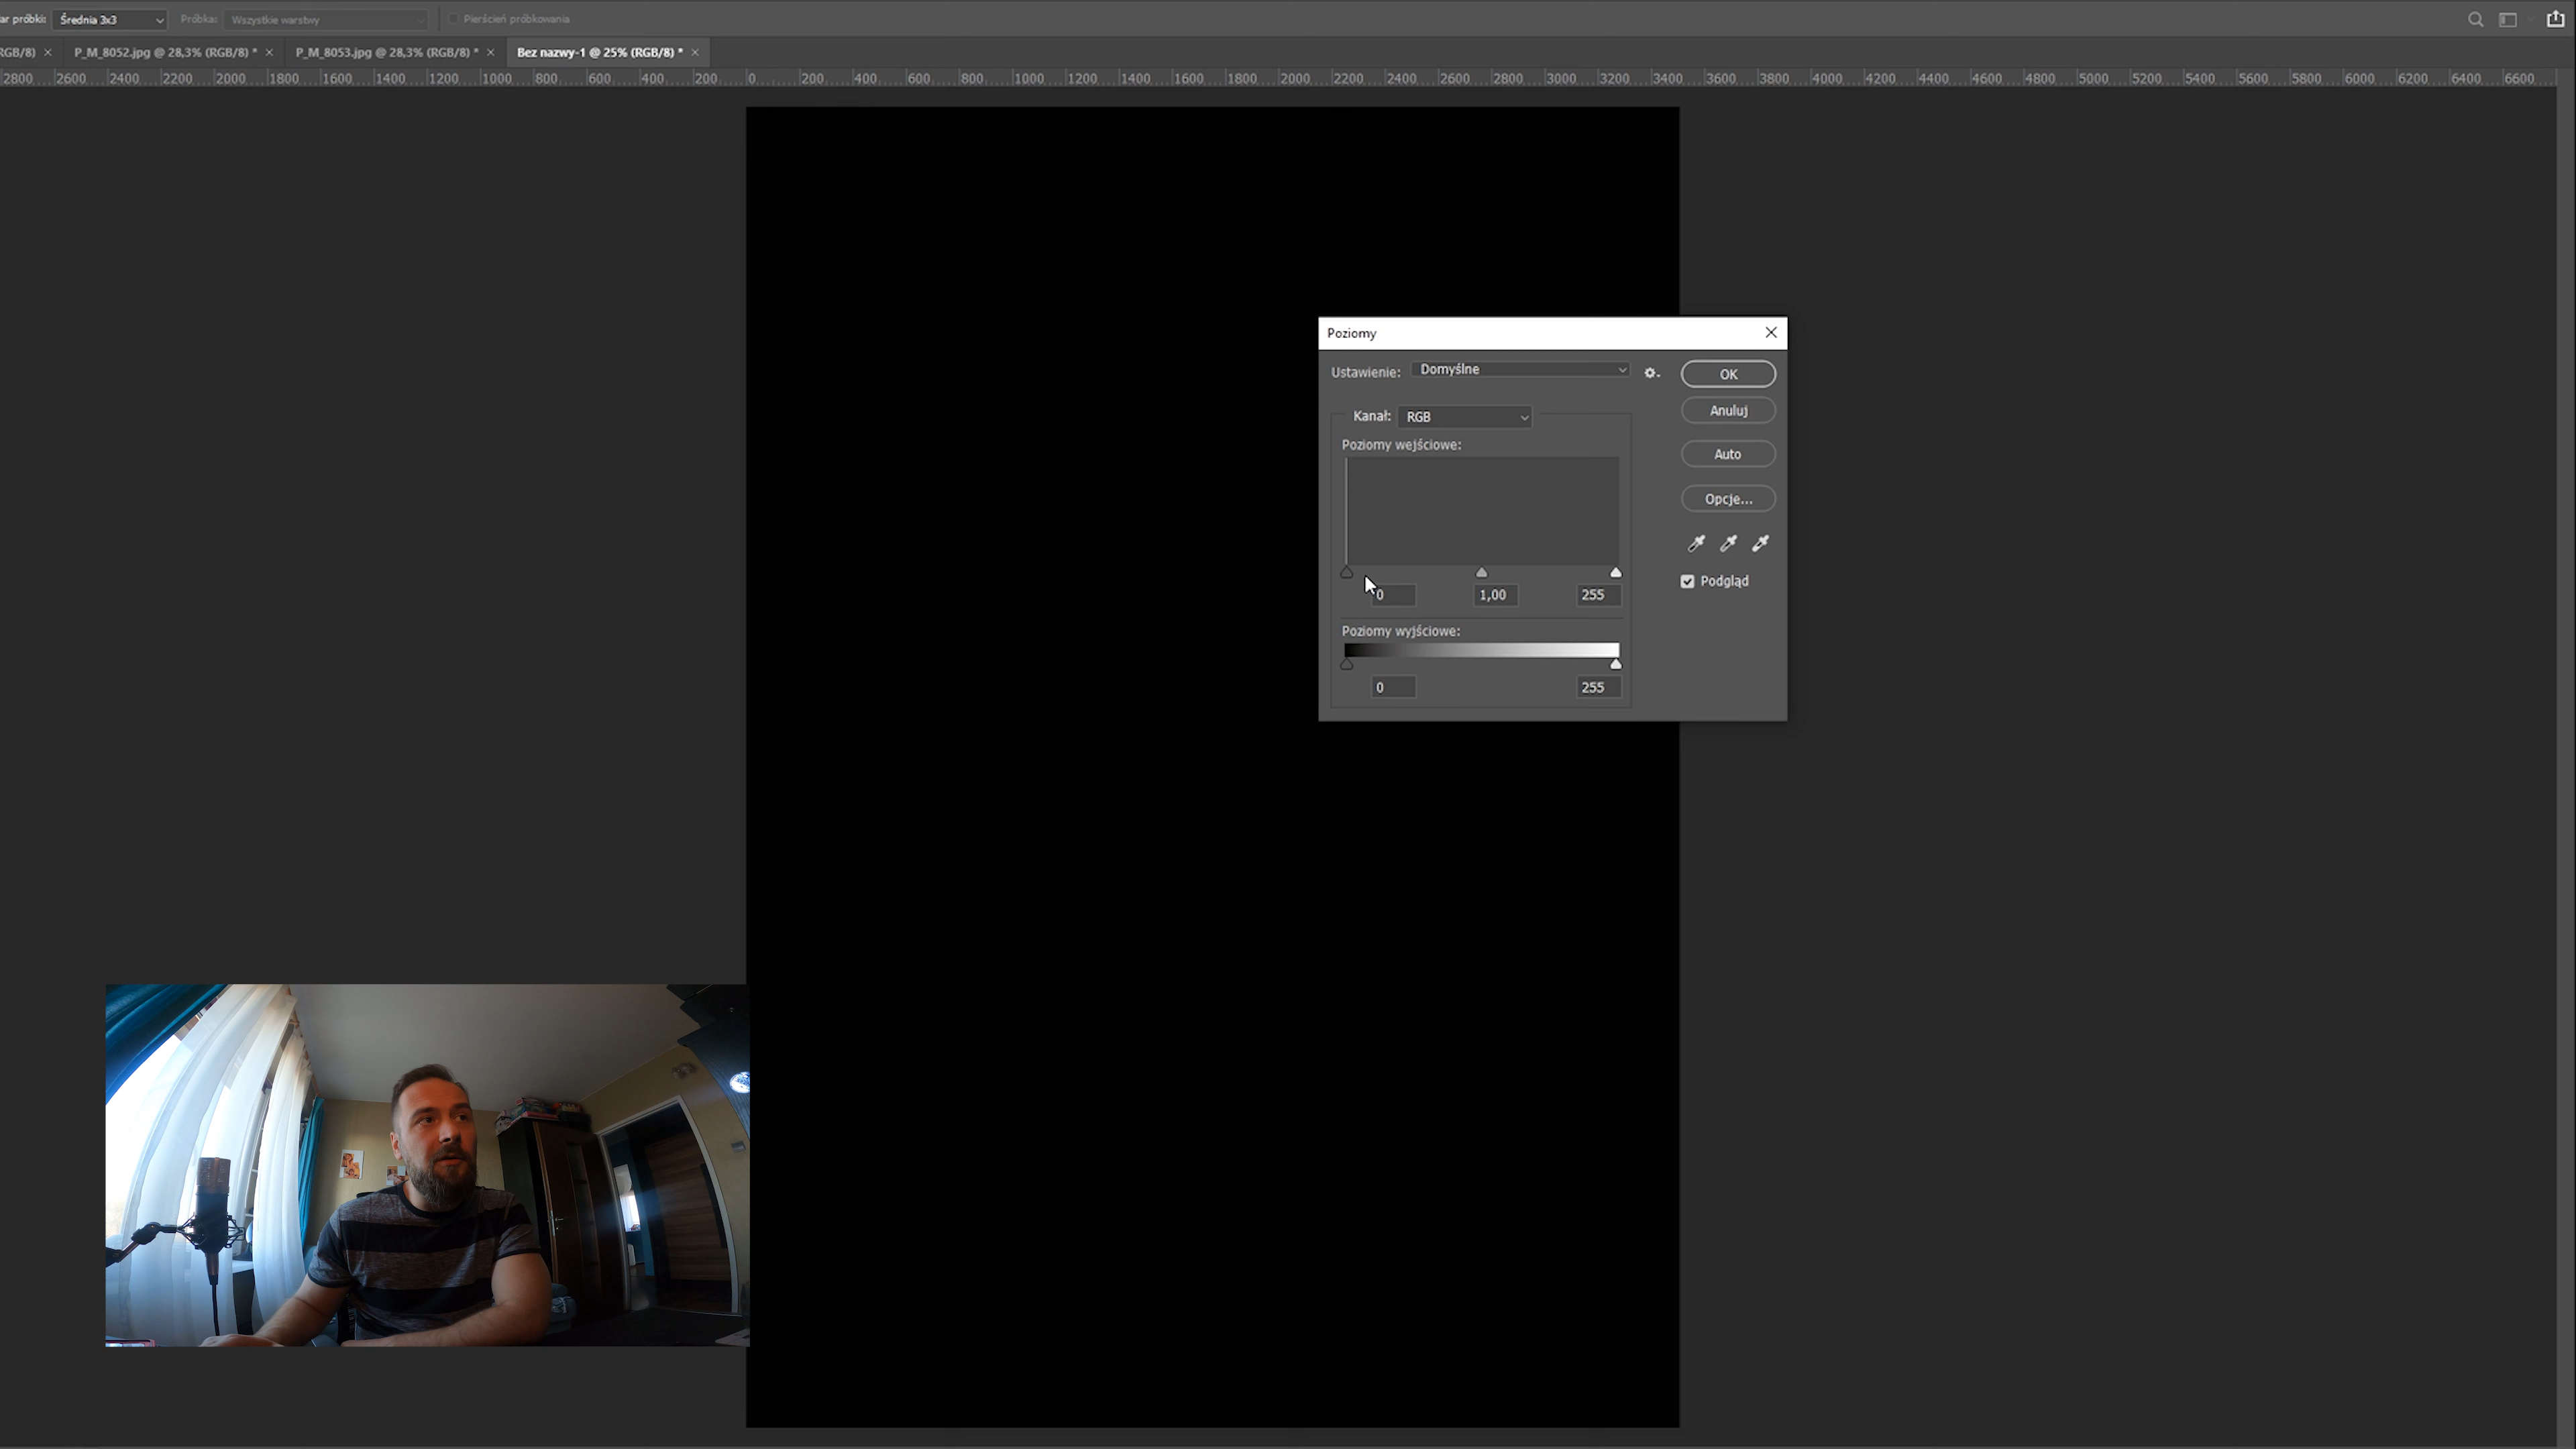 ar próbki: Średnia 3x3 Próbka: Wszystkie warstwy Pierścień próbkowania
RGB/8) × P_M_8052.jpg @ 28,3% (RGB/8) * × P_M_8053.jpg @ 28,3% (RGB/8) * × Bez nazwy-1 @ 25% (RGB/8) * ×
2800 2600 2400 2200 2000 1800 1600 1400 1200 1000 800 600 400 200 0 200 400 600 800 1000 1200 1400 1600 1800 2000 2200 2400 2600 2800 3000 3200 3400 3600 3800 4000 4200 4400 4600 4800 5000 5200 5400 5600 5800 6000 6200 6400 6600
Poziomy
Ustawienie: Domyślne
OK
Kanał: RGB
Anuluj
Poziomy wejściowe:
Auto
Opcje...
Podgląd
0 1,00 255
Poziomy wyjściowe:
0 255